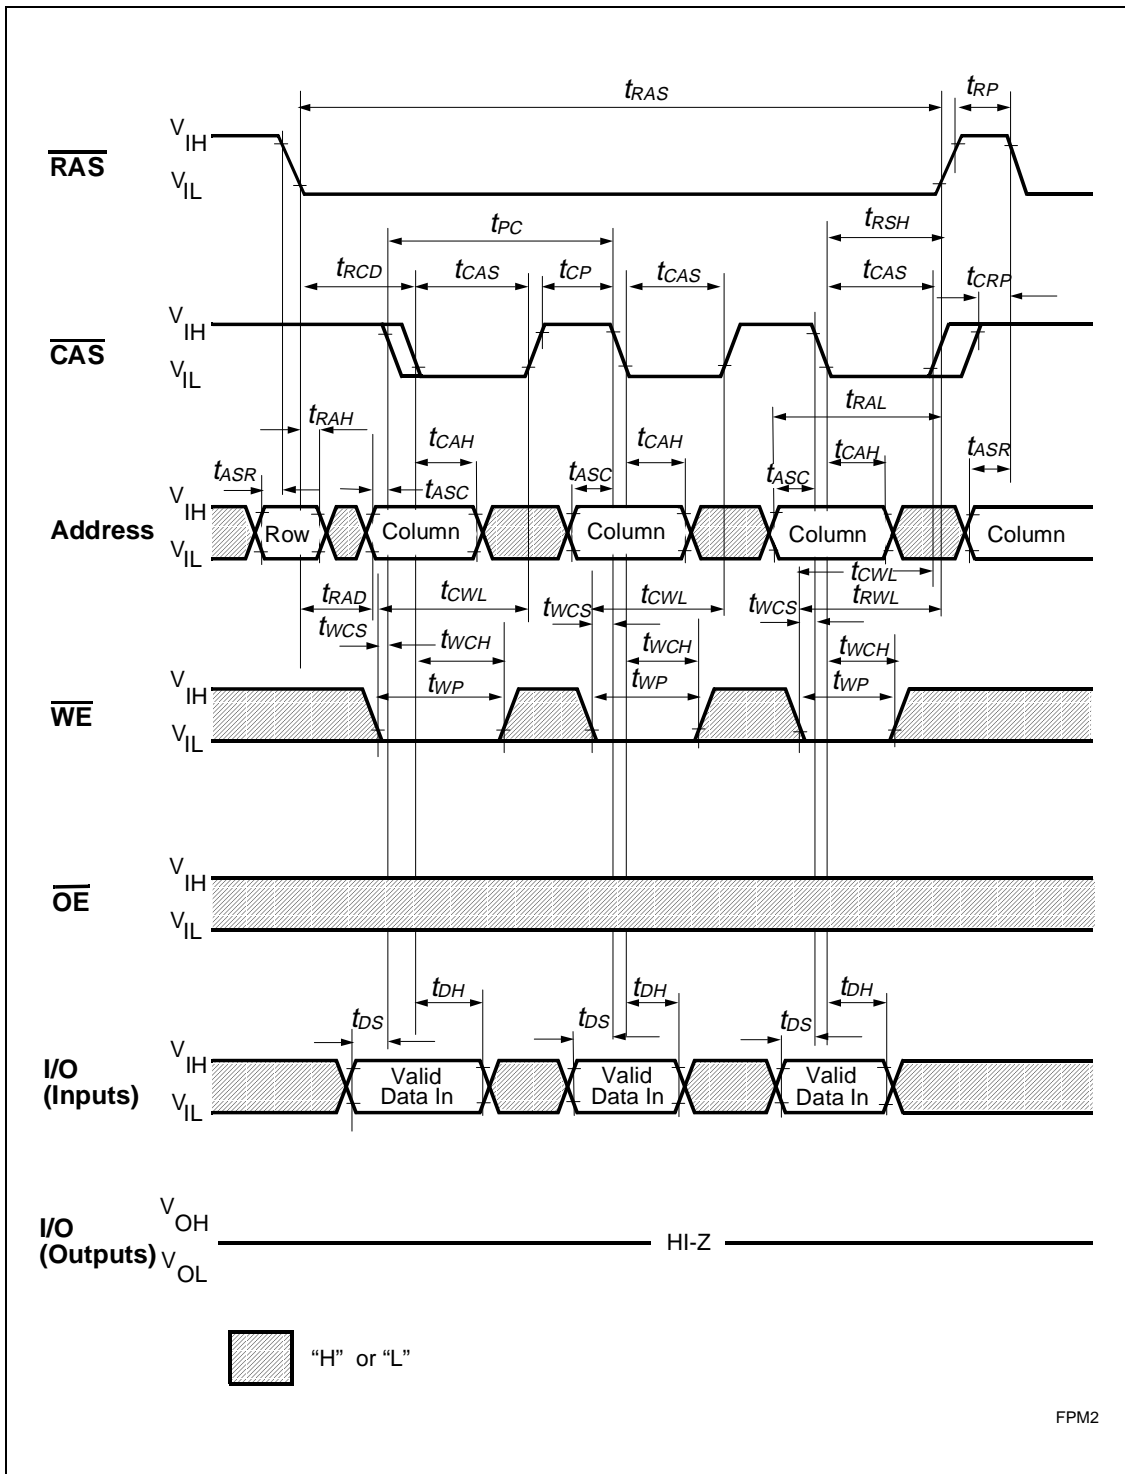 tRAS
tRP
RAS
VIH
VIL
tPC
tRSH
tRCD
tCAS
tCP
tCAS
tCAS
tCRP
CAS
VIH
VIL
tRAH
tRAL
tCAH
tCAH
tCAH
tASR
tASR
tASC
tASC
tASC
Address
VIH
VIL
Row
Column
Column
Column
Column
tCWL
tRAD
tCWL
tCWL
tRWL
tWCS
tWCS
tWCS
tWCH
tWCH
tWCH
tWP
tWP
tWP
WE
VIH
VIL
OE
VIH
VIL
tDH
tDH
tDH
tDS
tDS
tDS
I/O
(Inputs)
VIH
VIL
Valid
Data In
Valid
Data In
Valid
Data In
I/O
(Outputs)
VOH
VOL
HI-Z
“H” or “L”
FPM2